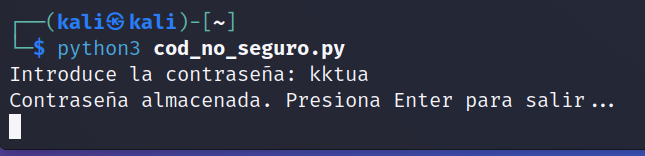 ┌──(kali㉿kali)-[~]
└─$ python3 cod_no_seguro.py
Introduce la contraseña: kktua
Contraseña almacenada. Presiona Enter para salir...